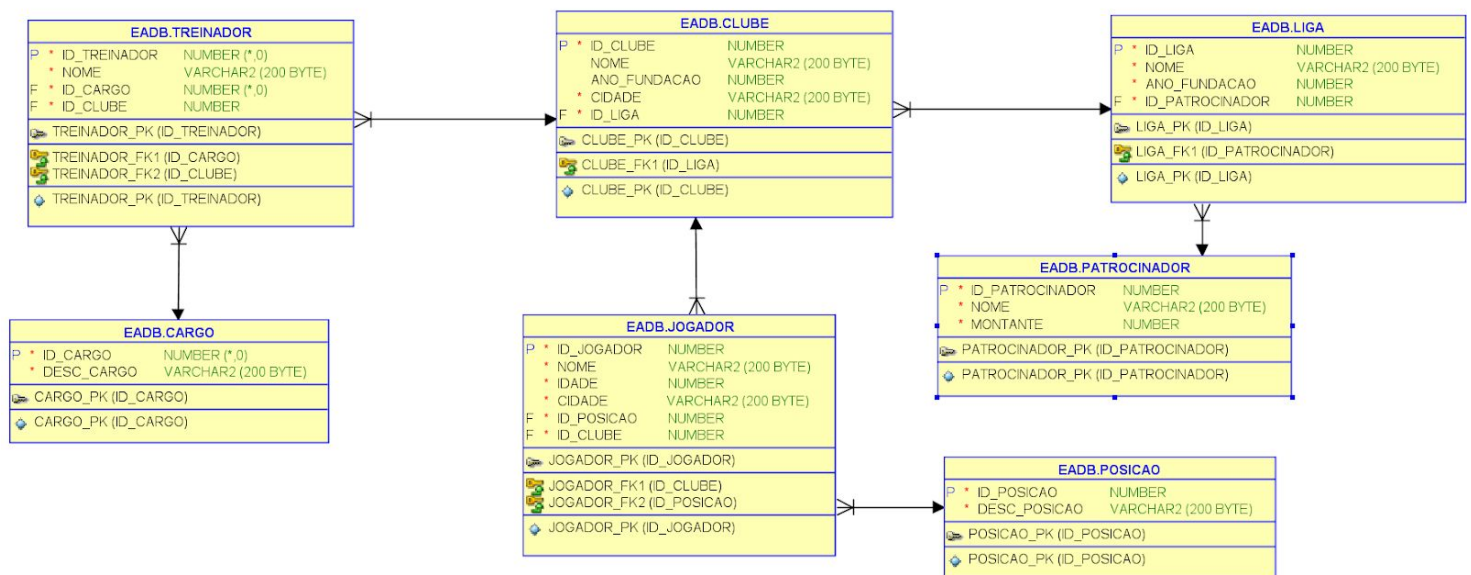 EADB.TREINADOR
P * ID_TREINADOR NUMBER (*,0)
* NOME VARCHAR2 (200 BYTE)
F * ID_CARGO NUMBER (*,0)
F * ID_CLUBE NUMBER
TREINADOR_PK (ID_TREINADOR)
TREINADOR_FK1 (ID_CARGO)
TREINADOR_FK2 (ID_CLUBE)
TREINADOR_PK (ID_TREINADOR)
EADB.CLUBE
P * ID_CLUBE NUMBER
NOME VARCHAR2 (200 BYTE)
ANO_FUNDACAO NUMBER
* CIDADE VARCHAR2 (200 BYTE)
F * ID_LIGA NUMBER
CLUBE_PK (ID_CLUBE)
CLUBE_FK1 (ID_LIGA)
CLUBE_PK (ID_CLUBE)
EADB.LIGA
P * ID_LIGA NUMBER
* NOME VARCHAR2 (200 BYTE)
* ANO_FUNDACAO NUMBER
F * ID_PATROCINADOR NUMBER
LIGA_PK (ID_LIGA)
LIGA_FK1 (ID_PATROCINADOR)
LIGA_PK (ID_LIGA)
EADB.CARGO
P * ID_CARGO NUMBER (*,0)
* DESC_CARGO VARCHAR2 (200 BYTE)
CARGO_PK (ID_CARGO)
CARGO_PK (ID_CARGO)
EADB.JOGADOR
P * ID_JOGADOR NUMBER
* NOME VARCHAR2 (200 BYTE)
* IDADE NUMBER
* CIDADE VARCHAR2 (200 BYTE)
F * ID_POSICAO NUMBER
F * ID_CLUBE NUMBER
JOGADOR_PK (ID_JOGADOR)
JOGADOR_FK1 (ID_CLUBE)
JOGADOR_FK2 (ID_POSICAO)
JOGADOR_PK (ID_JOGADOR)
EADB.PATROCINADOR
P * ID_PATROCINADOR NUMBER
* NOME VARCHAR2 (200 BYTE)
* MONTANTE NUMBER
PATROCINADOR_PK (ID_PATROCINADOR)
PATROCINADOR_PK (ID_PATROCINADOR)
EADB.POSICAO
P * ID_POSICAO NUMBER
* DESC_POSICAO VARCHAR2 (200 BYTE)
POSICAO_PK (ID_POSICAO)
POSICAO_PK (ID_POSICAO)